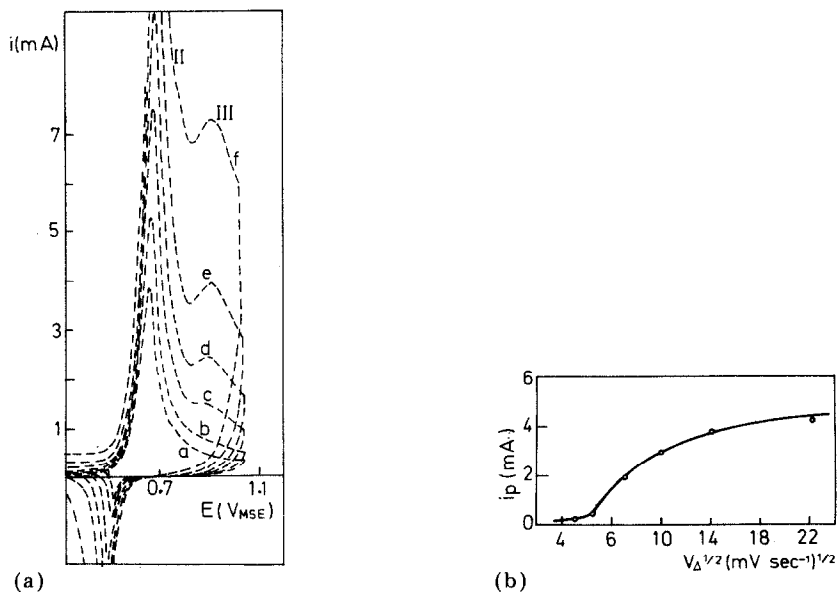 i(mA)
II
III
7
f
5
e
3
d
c
1
b
a
0
0.7
1.1
E(V_MSE)
(a)
6
4
2
0
ip(mA)
4
6
10
14
18
22
V_Δ^1/2 (mV sec⁻¹)^1/2
(b)